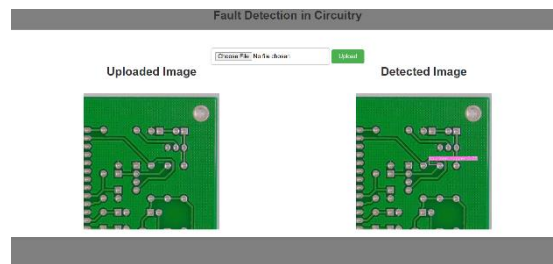 Fault Detection in Circuitry
Choose File No file chosen Upload
Uploaded Image
Detected Image